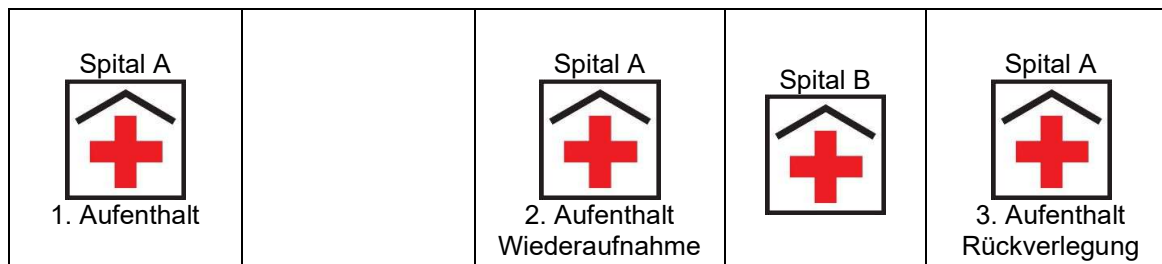 Spital A
1. Aufenthalt
Spital A
2. Aufenthalt
Wiederaufnahme
Spital B
Spital A
3. Aufenthalt
Rückverlegung